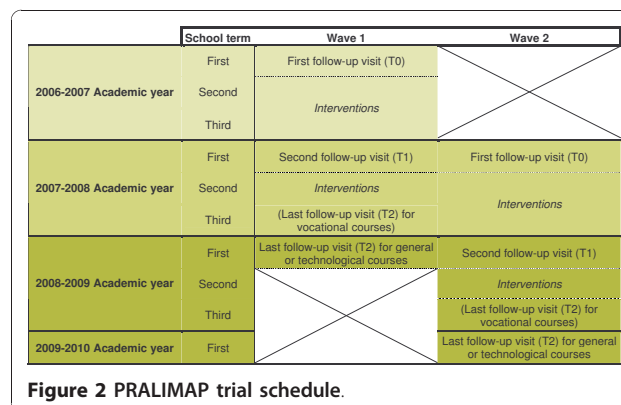 School term Wave 1 Wave 2
First First follow-up visit (T0)
2006-2007 Academic year Second
Interventions
Third
First Second follow-up visit (T1) First follow-up visit (T0)
2007-2008 Academic year Second Interventions
Interventions
Third (Last follow-up visit (T2) for
vocational courses)
First Last follow-up visit (T2) for general
or technological courses Second follow-up visit (T1)
2008-2009 Academic year Second Interventions
Third (Last follow-up visit (T2) for
vocational courses)
2009-2010 Academic year First Last follow-up visit (T2) for general
or technological courses
Figure 2 PRALIMAP trial schedule.